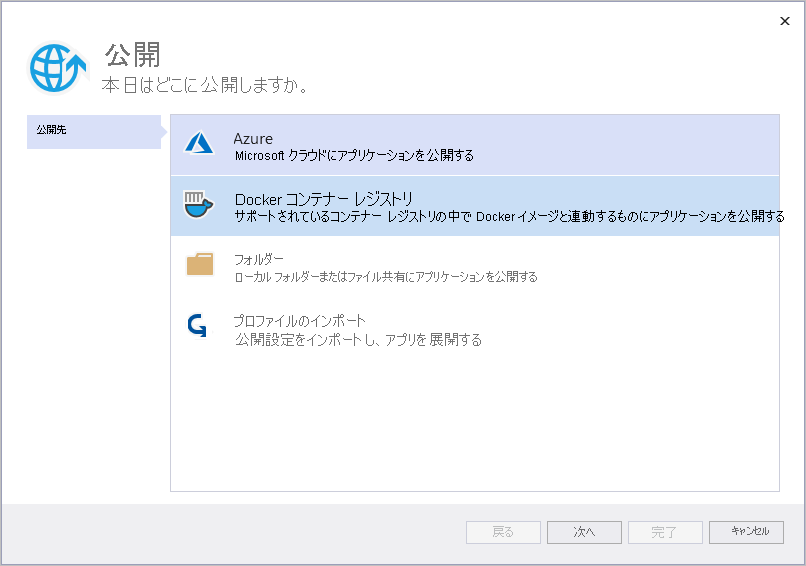 公開
本日はどこに公開しますか。
公開先
Azure
Microsoft クラウドにアプリケーションを公開する
Docker コンテナー レジストリ
サポートされているコンテナー レジストリの中で Docker イメージと連動するものにアプリケーションを公開する
フォルダー
ローカル フォルダーまたはファイル共有にアプリケーションを公開する
プロファイルのインポート
公開設定をインポートし、アプリを展開する
戻る
次へ
完了
キャンセル